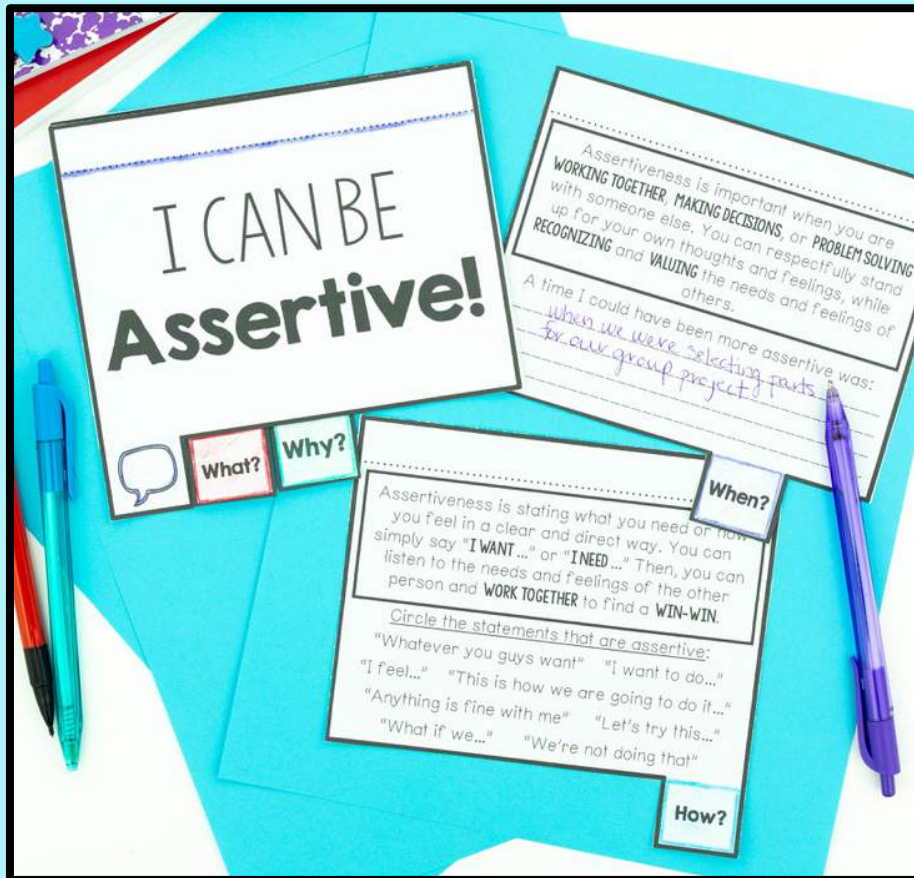 I CAN BE
Assertive!
What?
Why?
Assertiveness is important when you are
WORKING TOGETHER, MAKING DECISIONS, or PROBLEM SOLVING
with someone else. You can respectfully stand
up for your own thoughts and feelings, while
RECOGNIZING and VALUING the needs and feelings of
others.
A time I could have been more assertive was:
when we were selecting parts
for our group project
When?
Assertiveness is stating what you need or how
you feel in a clear and direct way. You can
simply say "I WANT..." or "I NEED..." Then, you can
listen to the needs and feelings of the other
person and WORK TOGETHER to find a WIN-WIN.
Circle the statements that are assertive:
"Whatever you guys want" "I want to do..."
"I feel..." "This is how we are going to do it..."
"Anything is fine with me" "Let's try this..."
"What if we..." "We're not doing that"
How?